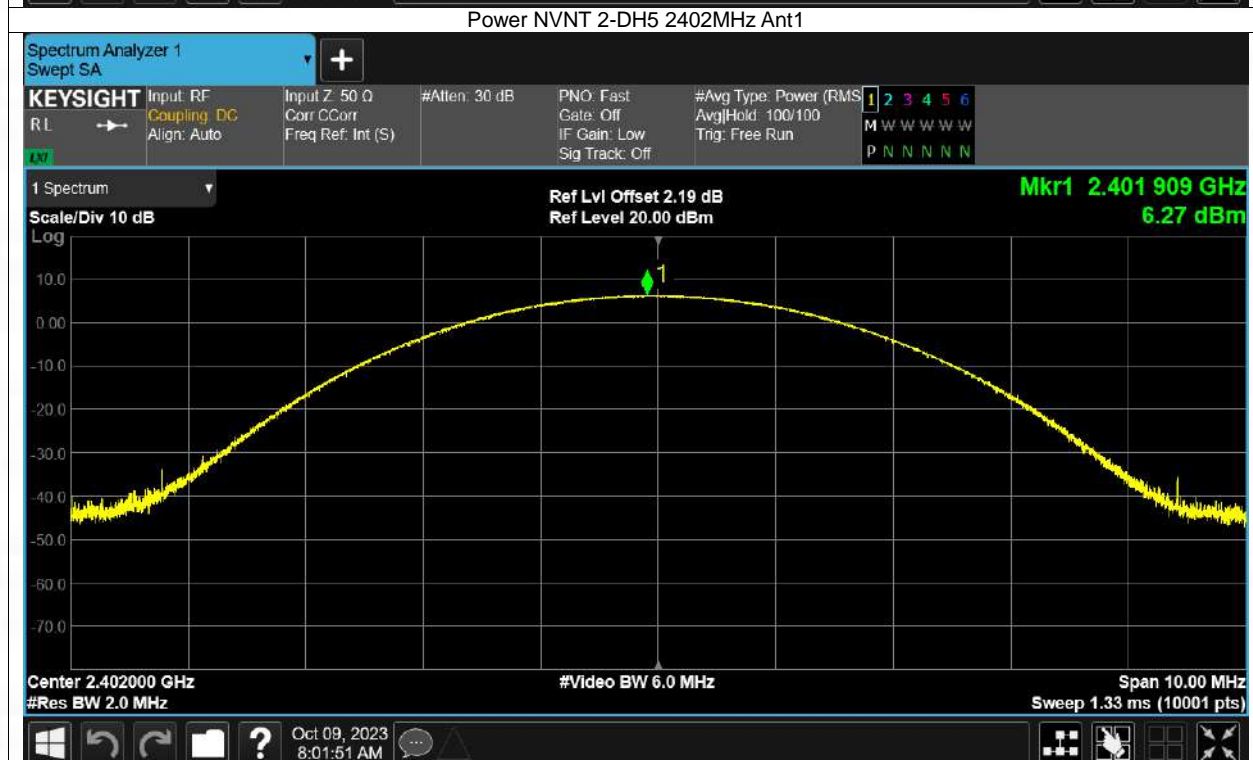 Power NVNT 2-DH5 2402MHz Ant1
Spectrum Analyzer 1
Swept SA
+
KEYSIGHT Input: RF Input Z: 50 Ω #Atten: 30 dB PNO: Fast #Avg Type: Power (RMS 1 2 3 4 5 6
RL Coupling: DC Corr CCorr Gate: Off Avg|Hold: 100/100 M W W W W W
Align: Auto Freq Ref: Int (S) IF Gain: Low Trig: Free Run
LXI Sig Track: Off P N N N N N
1 Spectrum Ref Lvl Offset 2.19 dB Mkr1 2.401 909 GHz
Scale/Div 10 dB Ref Level 20.00 dBm 6.27 dBm
Log
1
10.0
0.00
-10.0
-20.0
-30.0
-40.0
-50.0
-60.0
-70.0
Center 2.402000 GHz #Video BW 6.0 MHz Span 10.00 MHz
#Res BW 2.0 MHz Sweep 1.33 ms (10001 pts)
? Oct 09, 2023
8:01:51 AM